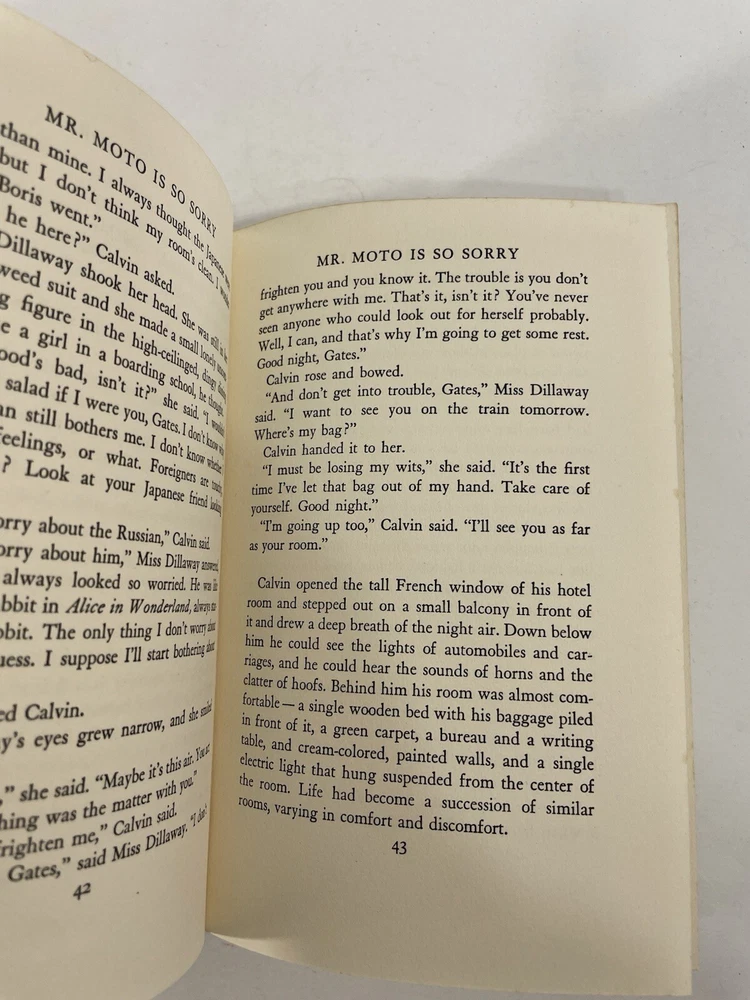 MR. MOTO IS SO SORRY
than mine. I always thought the Japanese were
but I don't think my room's clean. I
Boris went."
he here?" Calvin asked.
Dillaway shook her head. She was still in her
weed suit and she made a small lonely
g figure in the high-ceilinged, dingy
e a girl in a boarding school, he thought.
ood's bad, isn't it?" she said. "I wouldn't
salad if I were you, Gates. I don't know why
an still bothers me. I don't know whether
feelings, or what. Foreigners are
? Look at your Japanese friend
orry about the Russian," Calvin said.
orry about him," Miss Dillaway answered,
always looked so worried. He was like
bbit in Alice in Wonderland, always
bbit. The only thing I don't worry about
uess. I suppose I'll start bothering about
ed Calvin.
y's eyes grew narrow, and she smiled
," she said. "Maybe it's this air. You
hing was the matter with you."
frighten me," Calvin said.
Gates," said Miss Dillaway. "I don't
42
MR. MOTO IS SO SORRY
frighten you and you know it. The trouble is you don't
get anywhere with me. That's it, isn't it? You've never
seen anyone who could look out for herself probably.
Well, I can, and that's why I'm going to get some rest.
Good night, Gates."
Calvin rose and bowed.
"And don't get into trouble, Gates," Miss Dillaway
said. "I want to see you on the train tomorrow.
Where's my bag?"
Calvin handed it to her.
"I must be losing my wits," she said. "It's the first
time I've let that bag out of my hand. Take care of
yourself. Good night."
"I'm going up too," Calvin said. "I'll see you as far
as your room."
Calvin opened the tall French window of his hotel
room and stepped out on a small balcony in front of
it and drew a deep breath of the night air. Down below
him he could see the lights of automobiles and car-
riages, and he could hear the sounds of horns and the
clatter of hoofs. Behind him his room was almost com-
fortable — a single wooden bed with his baggage piled
in front of it, a green carpet, a bureau and a writing
table, and cream-colored, painted walls, and a single
electric light that hung suspended from the center of
the room. Life had become a succession of similar
rooms, varying in comfort and discomfort.
43